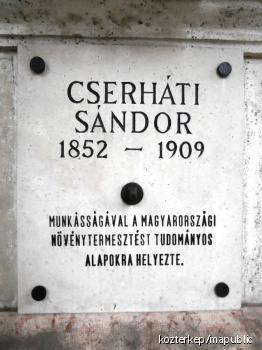 CSERHÁTI
SÁNDOR
1852 — 1909
MUNKÁSSÁGÁVAL A MAGYARORSZÁGI
NÖVÉNYTERMESZTÉST TUDOMÁNYOS
ALAPOKRA HELYEZTE.
kozterkep/mapublic